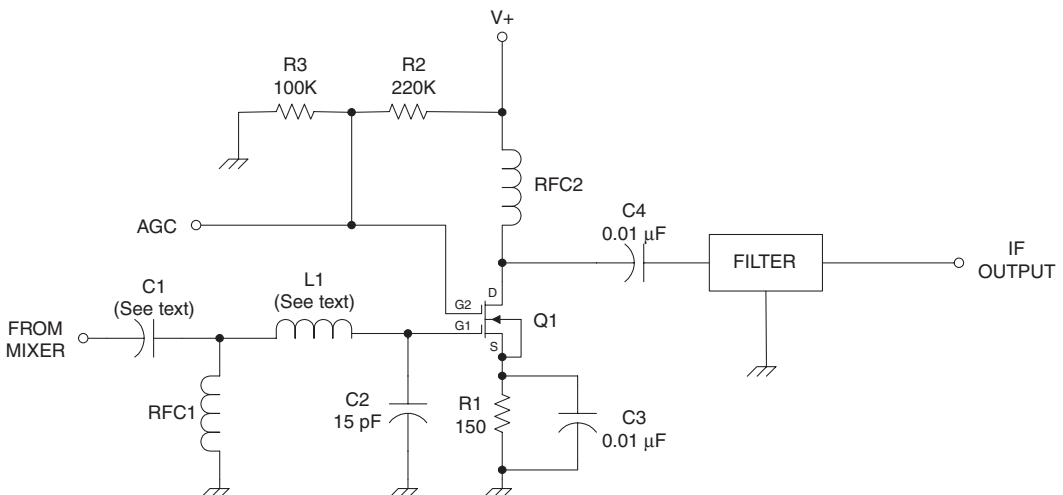 V+
R3
100K
R2
220K
RFC2
AGC
C4
0.01 µF
FILTER
IF
OUTPUT
C1
(See text)
L1
(See text)
D
G2
G1
S
Q1
FROM
MIXER
RFC1
C2
15 pF
R1
150
C3
0.01 µF